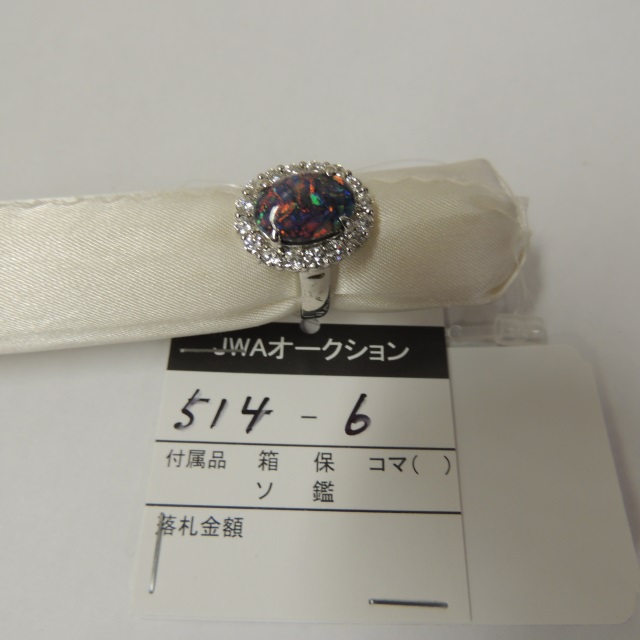 JWAオークション
514-6
付属品 箱 保 コマ( )
ソ 鑑
落札金額